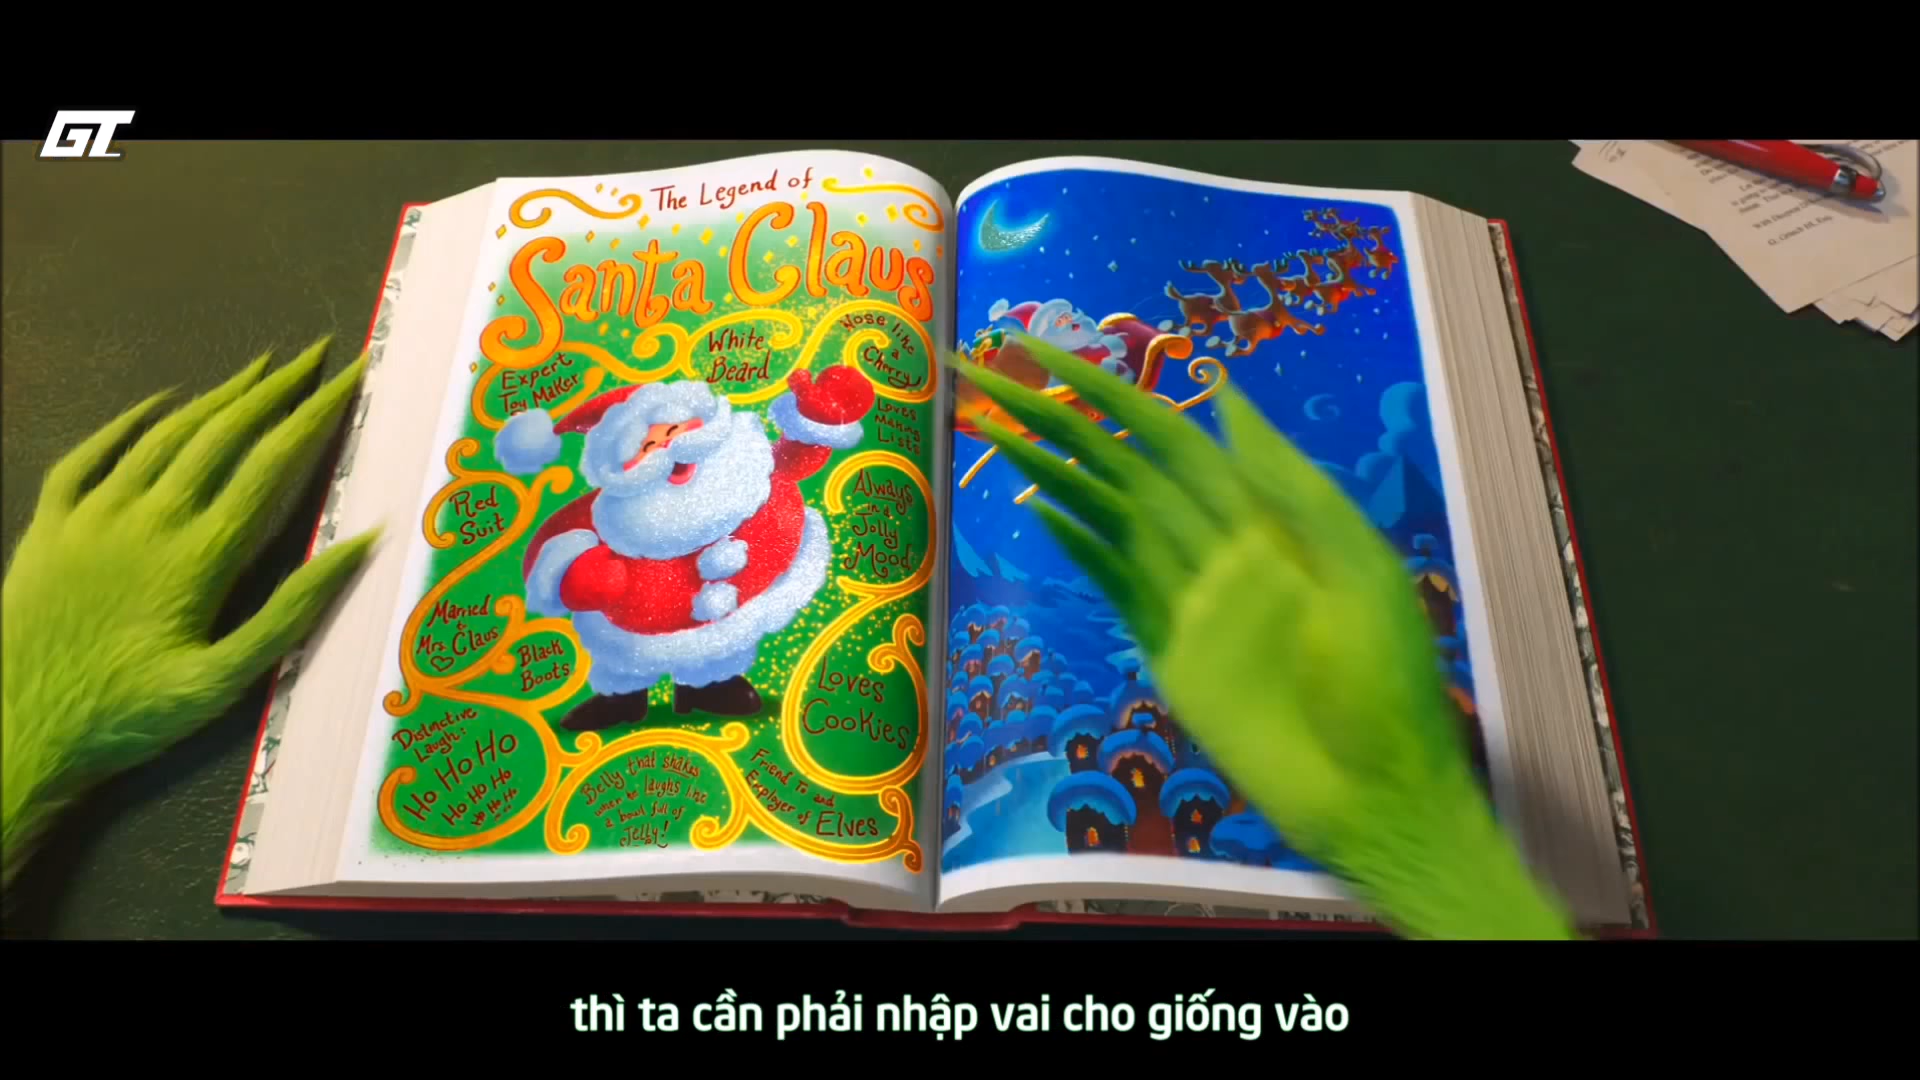 GT
The Legend of
Santa Claus
White
Beard
Nose like
a
Cherry
Expert
Toy Maker
Loves
Making
Lists
Always
in a
Jolly
Mood
Red
Suit
Married
to
Mrs. Claus
Black
Boots
Loves
Cookies
Distinctive
Laugh:
Ho Ho Ho
Ho Ho Ho
Ho Ho Ho
Belly that shakes
when he laughs like
a bowl full of
Jelly!
Friend To and
Employer of
Elves
thì ta cần phải nhập vai cho giống vào